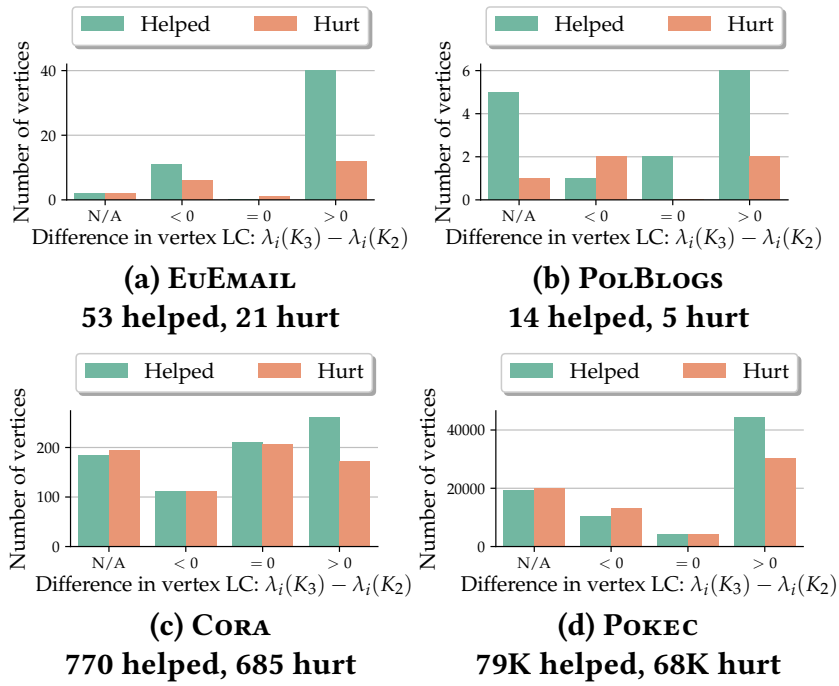 Helped Hurt
Number of vertices
40
20
0
N/A < 0 = 0 > 0
Difference in vertex LC: λᵢ(K₃) − λᵢ(K₂)
(a) EuEmail
53 helped, 21 hurt
Helped Hurt
Number of vertices
6
4
2
0
N/A < 0 = 0 > 0
Difference in vertex LC: λᵢ(K₃) − λᵢ(K₂)
(b) PolBlogs
14 helped, 5 hurt
Helped Hurt
Number of vertices
200
100
0
N/A < 0 = 0 > 0
Difference in vertex LC: λᵢ(K₃) − λᵢ(K₂)
(c) Cora
770 helped, 685 hurt
Helped Hurt
Number of vertices
40000
20000
0
N/A < 0 = 0 > 0
Difference in vertex LC: λᵢ(K₃) − λᵢ(K₂)
(d) Pokec
79K helped, 68K hurt